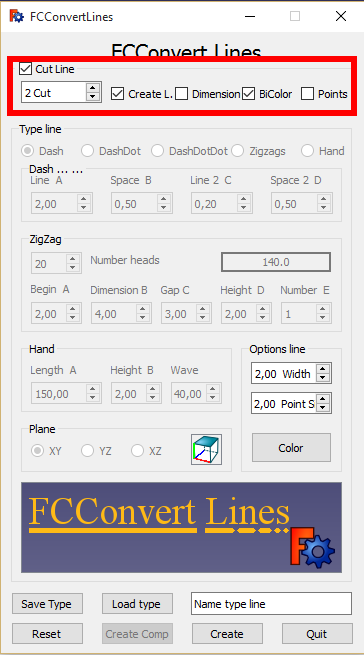 FCConvertLines
FCConvert Lines
Cut Line
2 Cut Create L. Dimension BiColor Points
Type line
Dash DashDot DashDotDot Zigzags Hand
Dash ... ...
Line A Space B Line 2 C Space 2 D
2,00 0,50 0,20 0,50
ZigZag
20 Number heads 140.0
Begin A Dimension B Gap C Height D Number E
2,00 4,00 3,00 2,00 1
Hand
Length A Height B Wave
150,00 2,00 40,00
Options line
2,00 Width
2,00 Point S
Color
Plane
XY YZ XZ
FCConvert Lines
Save Type Load type Name type line
Reset Create Comp Create Quit